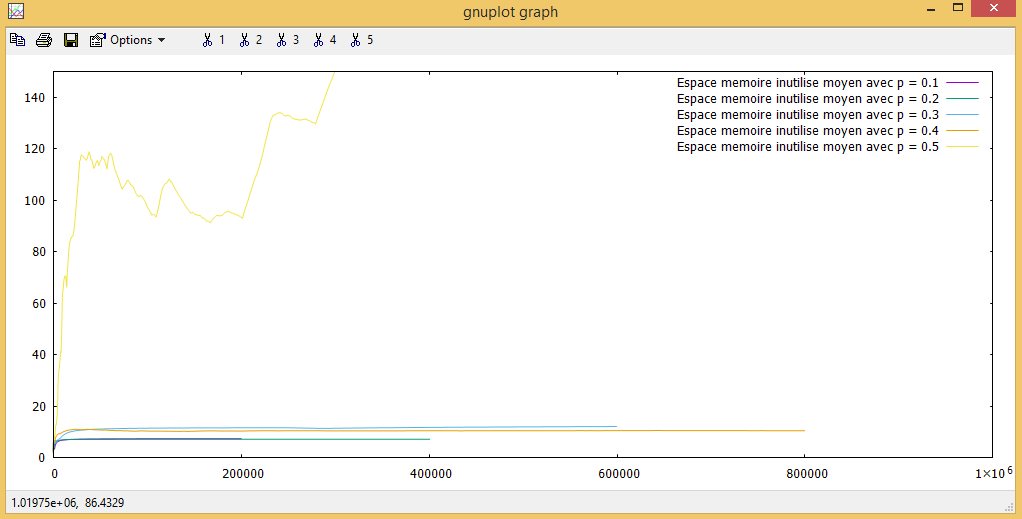 gnuplot graph
Options 1 2 3 4 5
Espace memoire inutilise moyen avec p = 0.1
Espace memoire inutilise moyen avec p = 0.2
Espace memoire inutilise moyen avec p = 0.3
Espace memoire inutilise moyen avec p = 0.4
Espace memoire inutilise moyen avec p = 0.5
140
120
100
80
60
40
20
0
0 200000 400000 600000 800000 1×10⁶
1.01975e+06, 86.4329